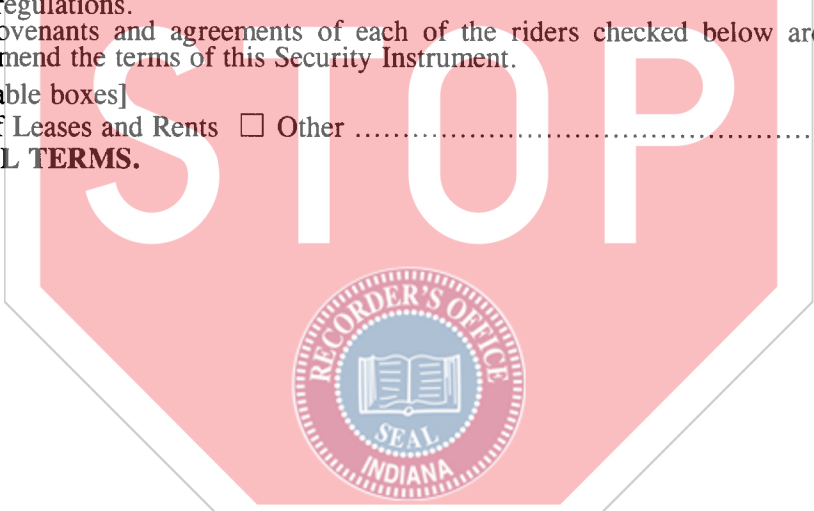 regulations.
ovenants and agreements of each of the riders checked below are
mend the terms of this Security Instrument.
able boxes]
f Leases and Rents ☐ Other ........................................................
L TERMS.
STOP
RECORDER'S OFFICE
SEAL
INDIANA